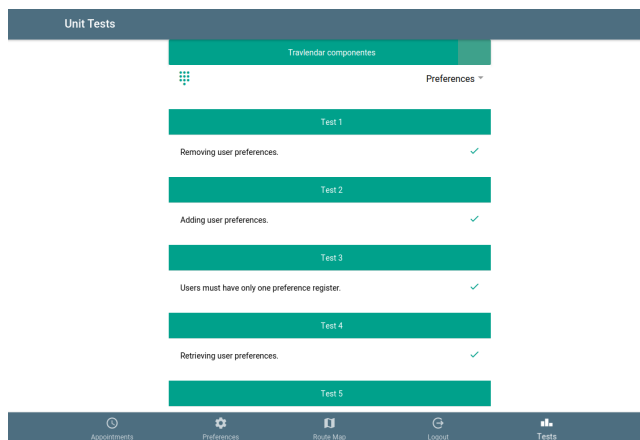 Unit Tests
Travlendar componentes
Preferences
Test 1
Removing user preferences.
Test 2
Adding user preferences.
Test 3
Users must have only one preference register.
Test 4
Retrieving user preferences.
Test 5
Appointments
Preferences
Route Map
Logout
Tests